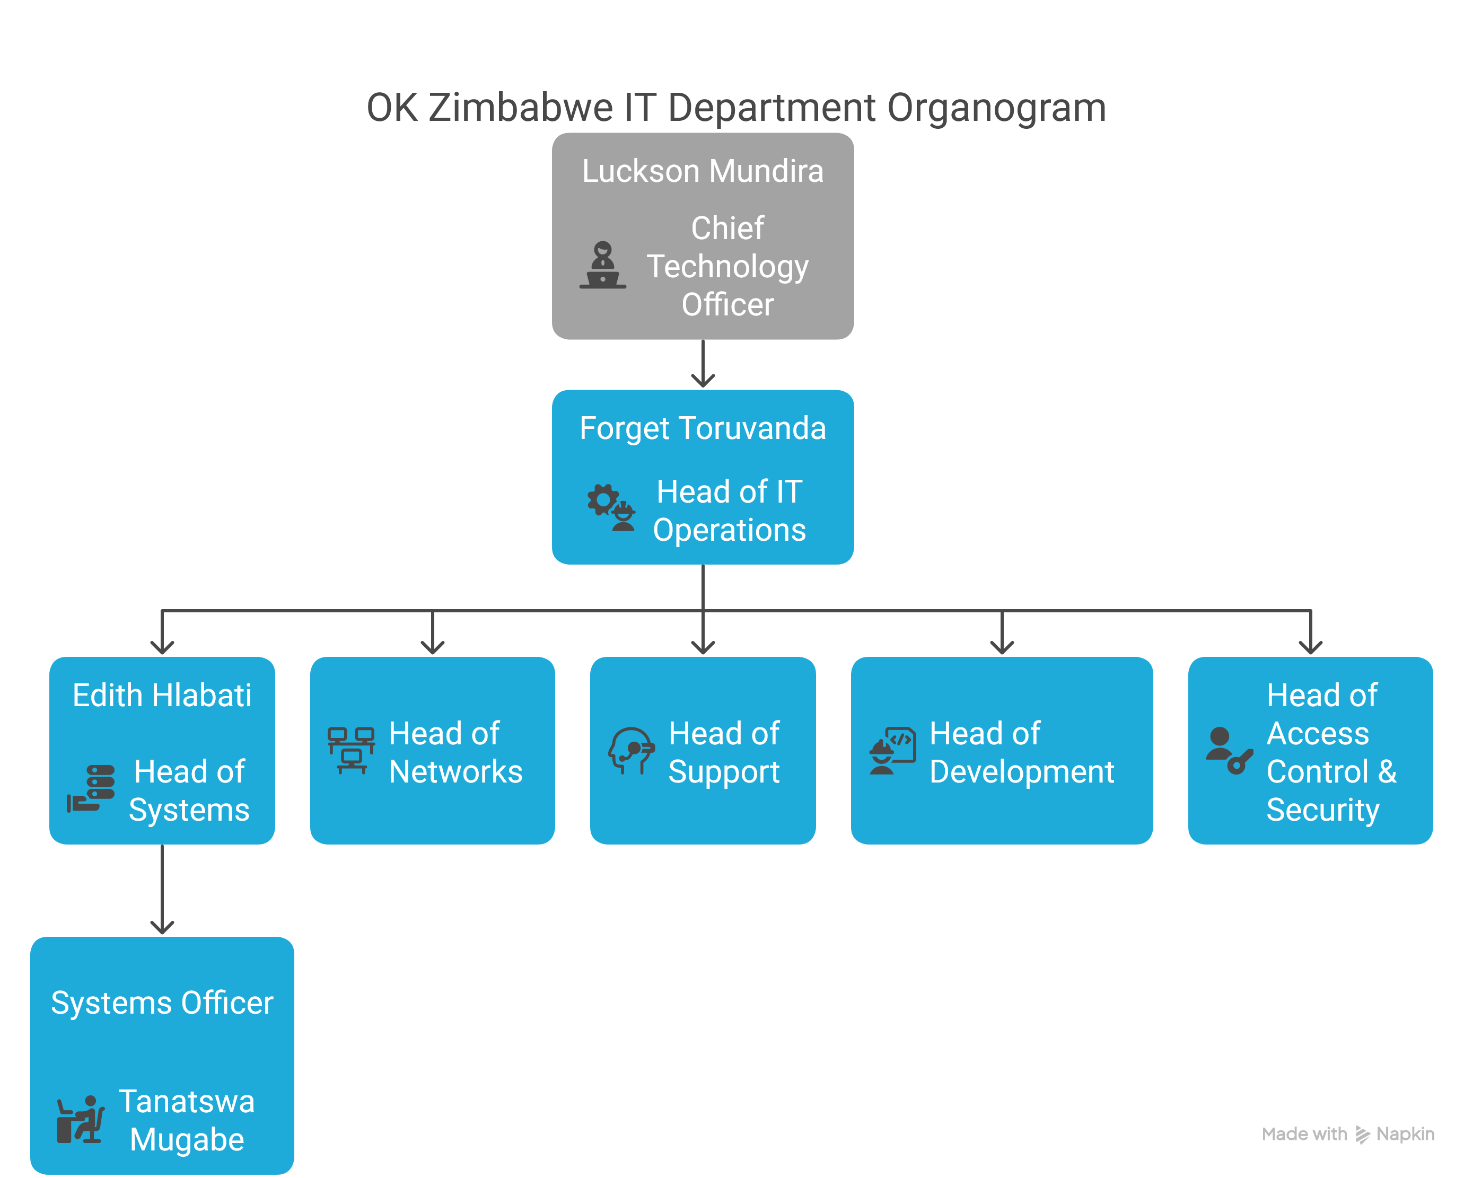 OK Zimbabwe IT Department Organogram
Luckson Mundira
Chief
Technology
Officer
Forget Toruvanda
Head of IT
Operations
Edith Hlabati
Head of
Systems
Head of
Networks
Head of
Support
Head of
Development
Head of
Access
Control &
Security
Systems Officer
Tanatswa
Mugabe
Made with Napkin